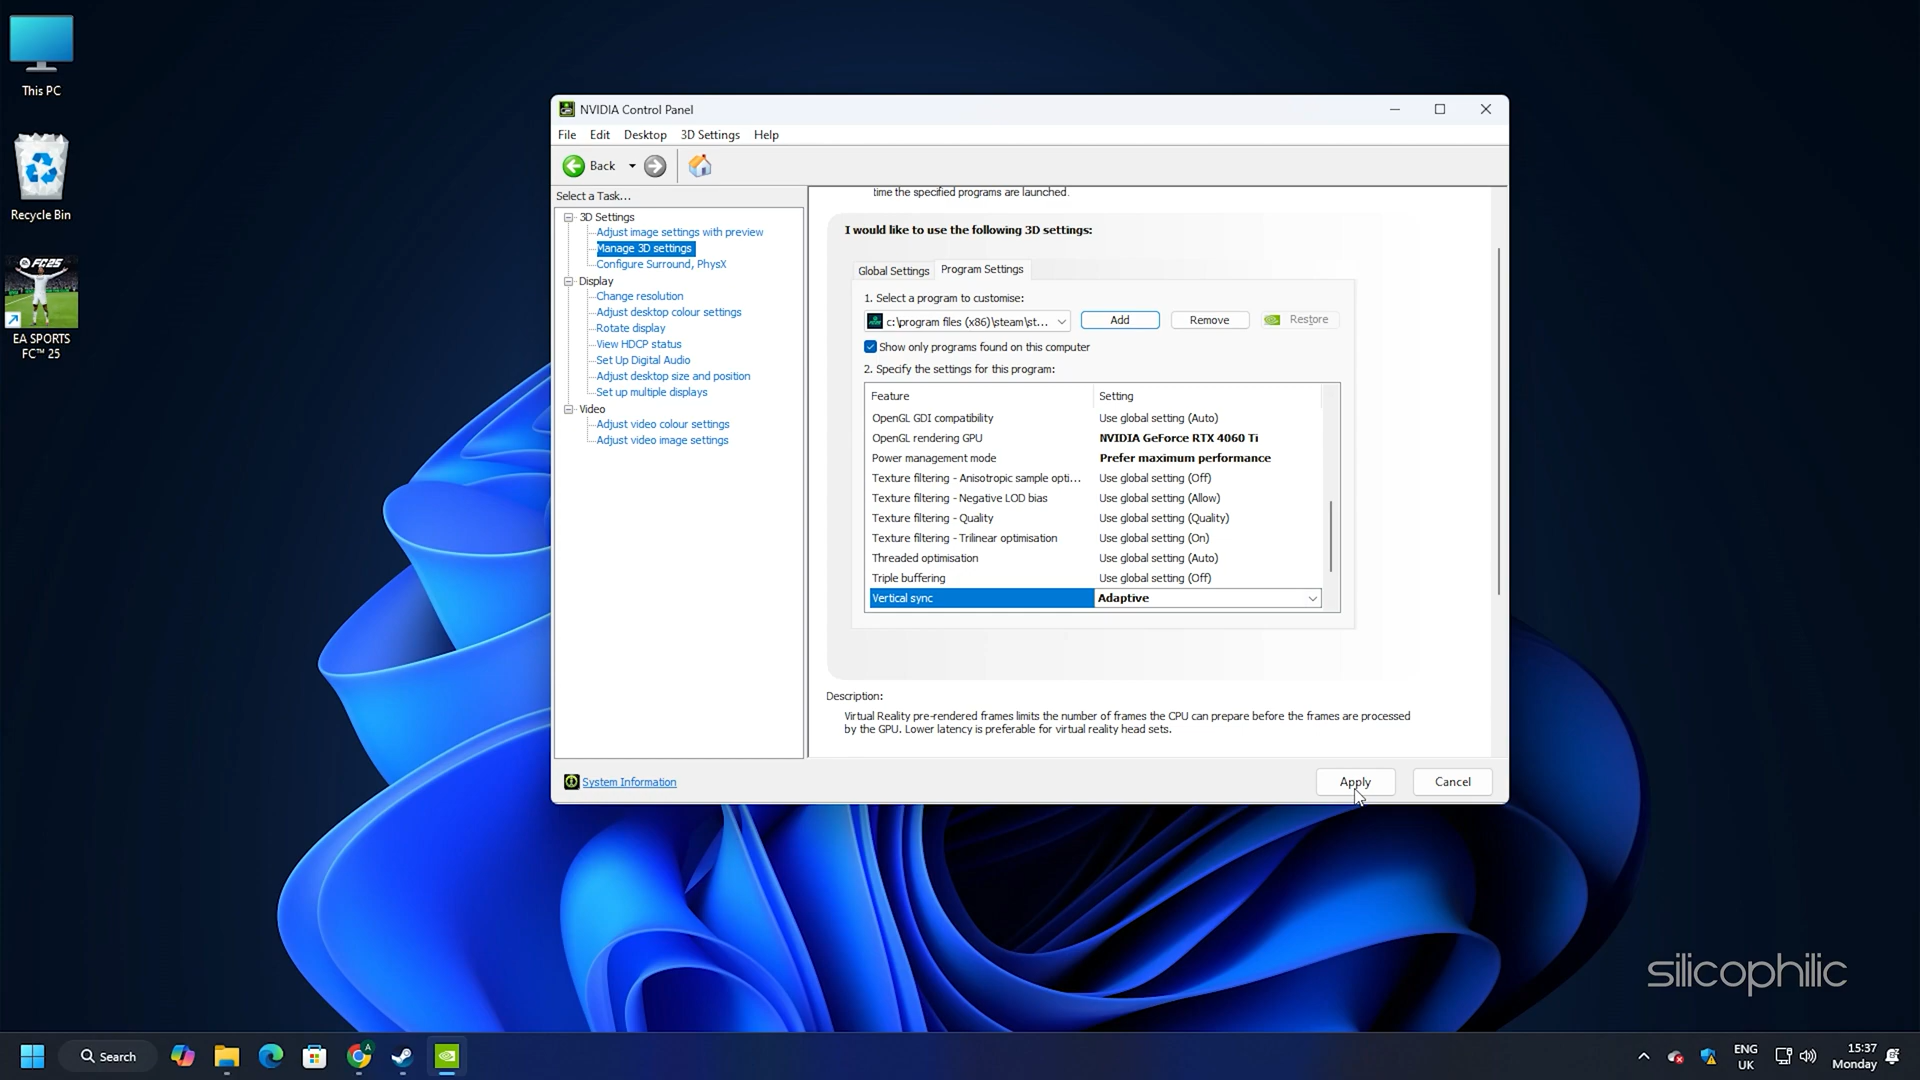 This PC
Recycle Bin
FC25
EA SPORTS
FC™ 25
NVIDIA Control Panel
File Edit Desktop 3D Settings Help
Back
Select a Task...
3D Settings
Adjust image settings with preview
Manage 3D settings
Configure Surround, PhysX
Display
Change resolution
Adjust desktop colour settings
Rotate display
View HDCP status
Set Up Digital Audio
Adjust desktop size and position
Set up multiple displays
Video
Adjust video colour settings
Adjust video image settings
System Information
time the specified programs are launched.
I would like to use the following 3D settings:
Global Settings Program Settings
1. Select a program to customise:
c:\program files (x86)\steam\st... Add Remove Restore
Show only programs found on this computer
2. Specify the settings for this program:
Feature Setting
OpenGL GDI compatibility Use global setting (Auto)
OpenGL rendering GPU NVIDIA GeForce RTX 4060 Ti
Power management mode Prefer maximum performance
Texture filtering - Anisotropic sample opti... Use global setting (Off)
Texture filtering - Negative LOD bias Use global setting (Allow)
Texture filtering - Quality Use global setting (Quality)
Texture filtering - Trilinear optimisation Use global setting (On)
Threaded optimisation Use global setting (Auto)
Triple buffering Use global setting (Off)
Vertical sync Adaptive
Description:
Virtual Reality pre-rendered frames limits the number of frames the CPU can prepare before the frames are processed
by the GPU. Lower latency is preferable for virtual reality head sets.
Apply Cancel
silicophilic
Search
A
ENG
UK
15:37
Monday